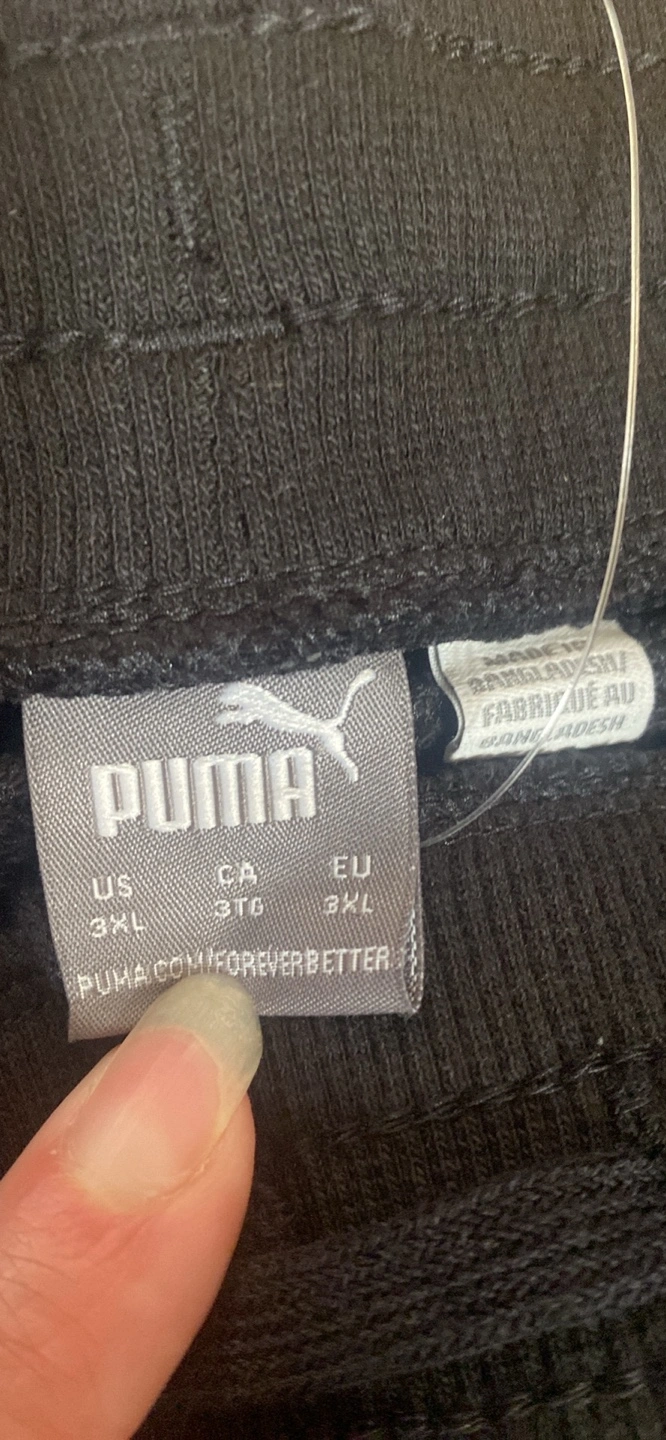 PUMA
US CA EU
3XL 3TG 3XL
PUMA.COM/FOREVERBETTER
MADE IN
BANGLADESH/
FABRIQUÉ AU
BANGLADESH